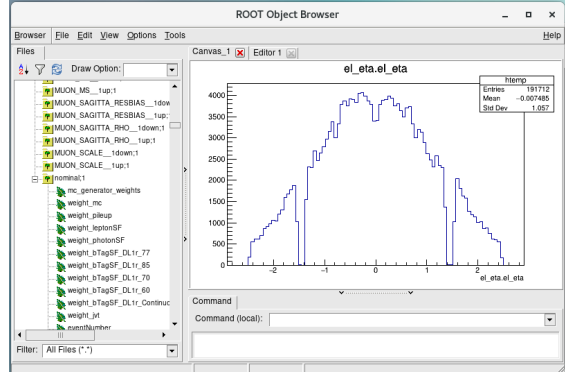 ROOT Object Browser
Browser File Edit View Options Tools Help
Files
Canvas_1 Editor 1
Draw Option:
MUON_MS__1up;1
MUON_SAGITTA_RESBIAS__1dow
MUON_SAGITTA_RESBIAS__1up;
MUON_SAGITTA_RHO__1down;1
MUON_SAGITTA_RHO__1up;1
MUON_SCALE__1down;1
MUON_SCALE__1up;1
nominal;1
mc_generator_weights
weight_mc
weight_pileup
weight_leptonSF
weight_photonSF
weight_bTagSF_DL1r_77
weight_bTagSF_DL1r_85
weight_bTagSF_DL1r_70
weight_bTagSF_DL1r_60
weight_bTagSF_DL1r_Continuc
weight_jvt
eventNumber
Filter: All Files (*.*)
el_eta.el_eta
htemp
Entries 191712
Mean −0.007485
Std Dev 1.057
4000
3500
3000
2500
2000
1500
1000
500
0
−2 −1 0 1 2
el_eta.el_eta
Command
Command (local):